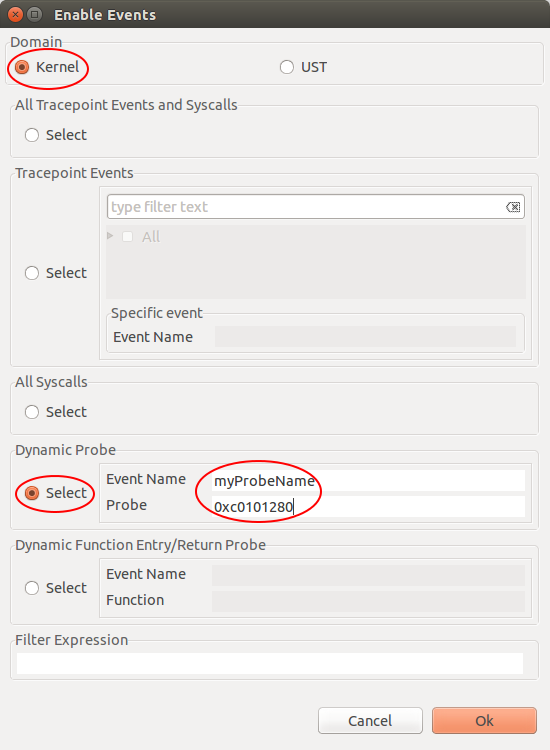 Enable Events
Domain
Kernel UST
All Tracepoint Events and Syscalls
Select
Tracepoint Events
type filter text
All
Select
Specific event
Event Name
All Syscalls
Select
Dynamic Probe
Event Name myProbeName
Select
Probe 0xc0101280
Dynamic Function Entry/Return Probe
Event Name
Select
Function
Filter Expression
Cancel Ok